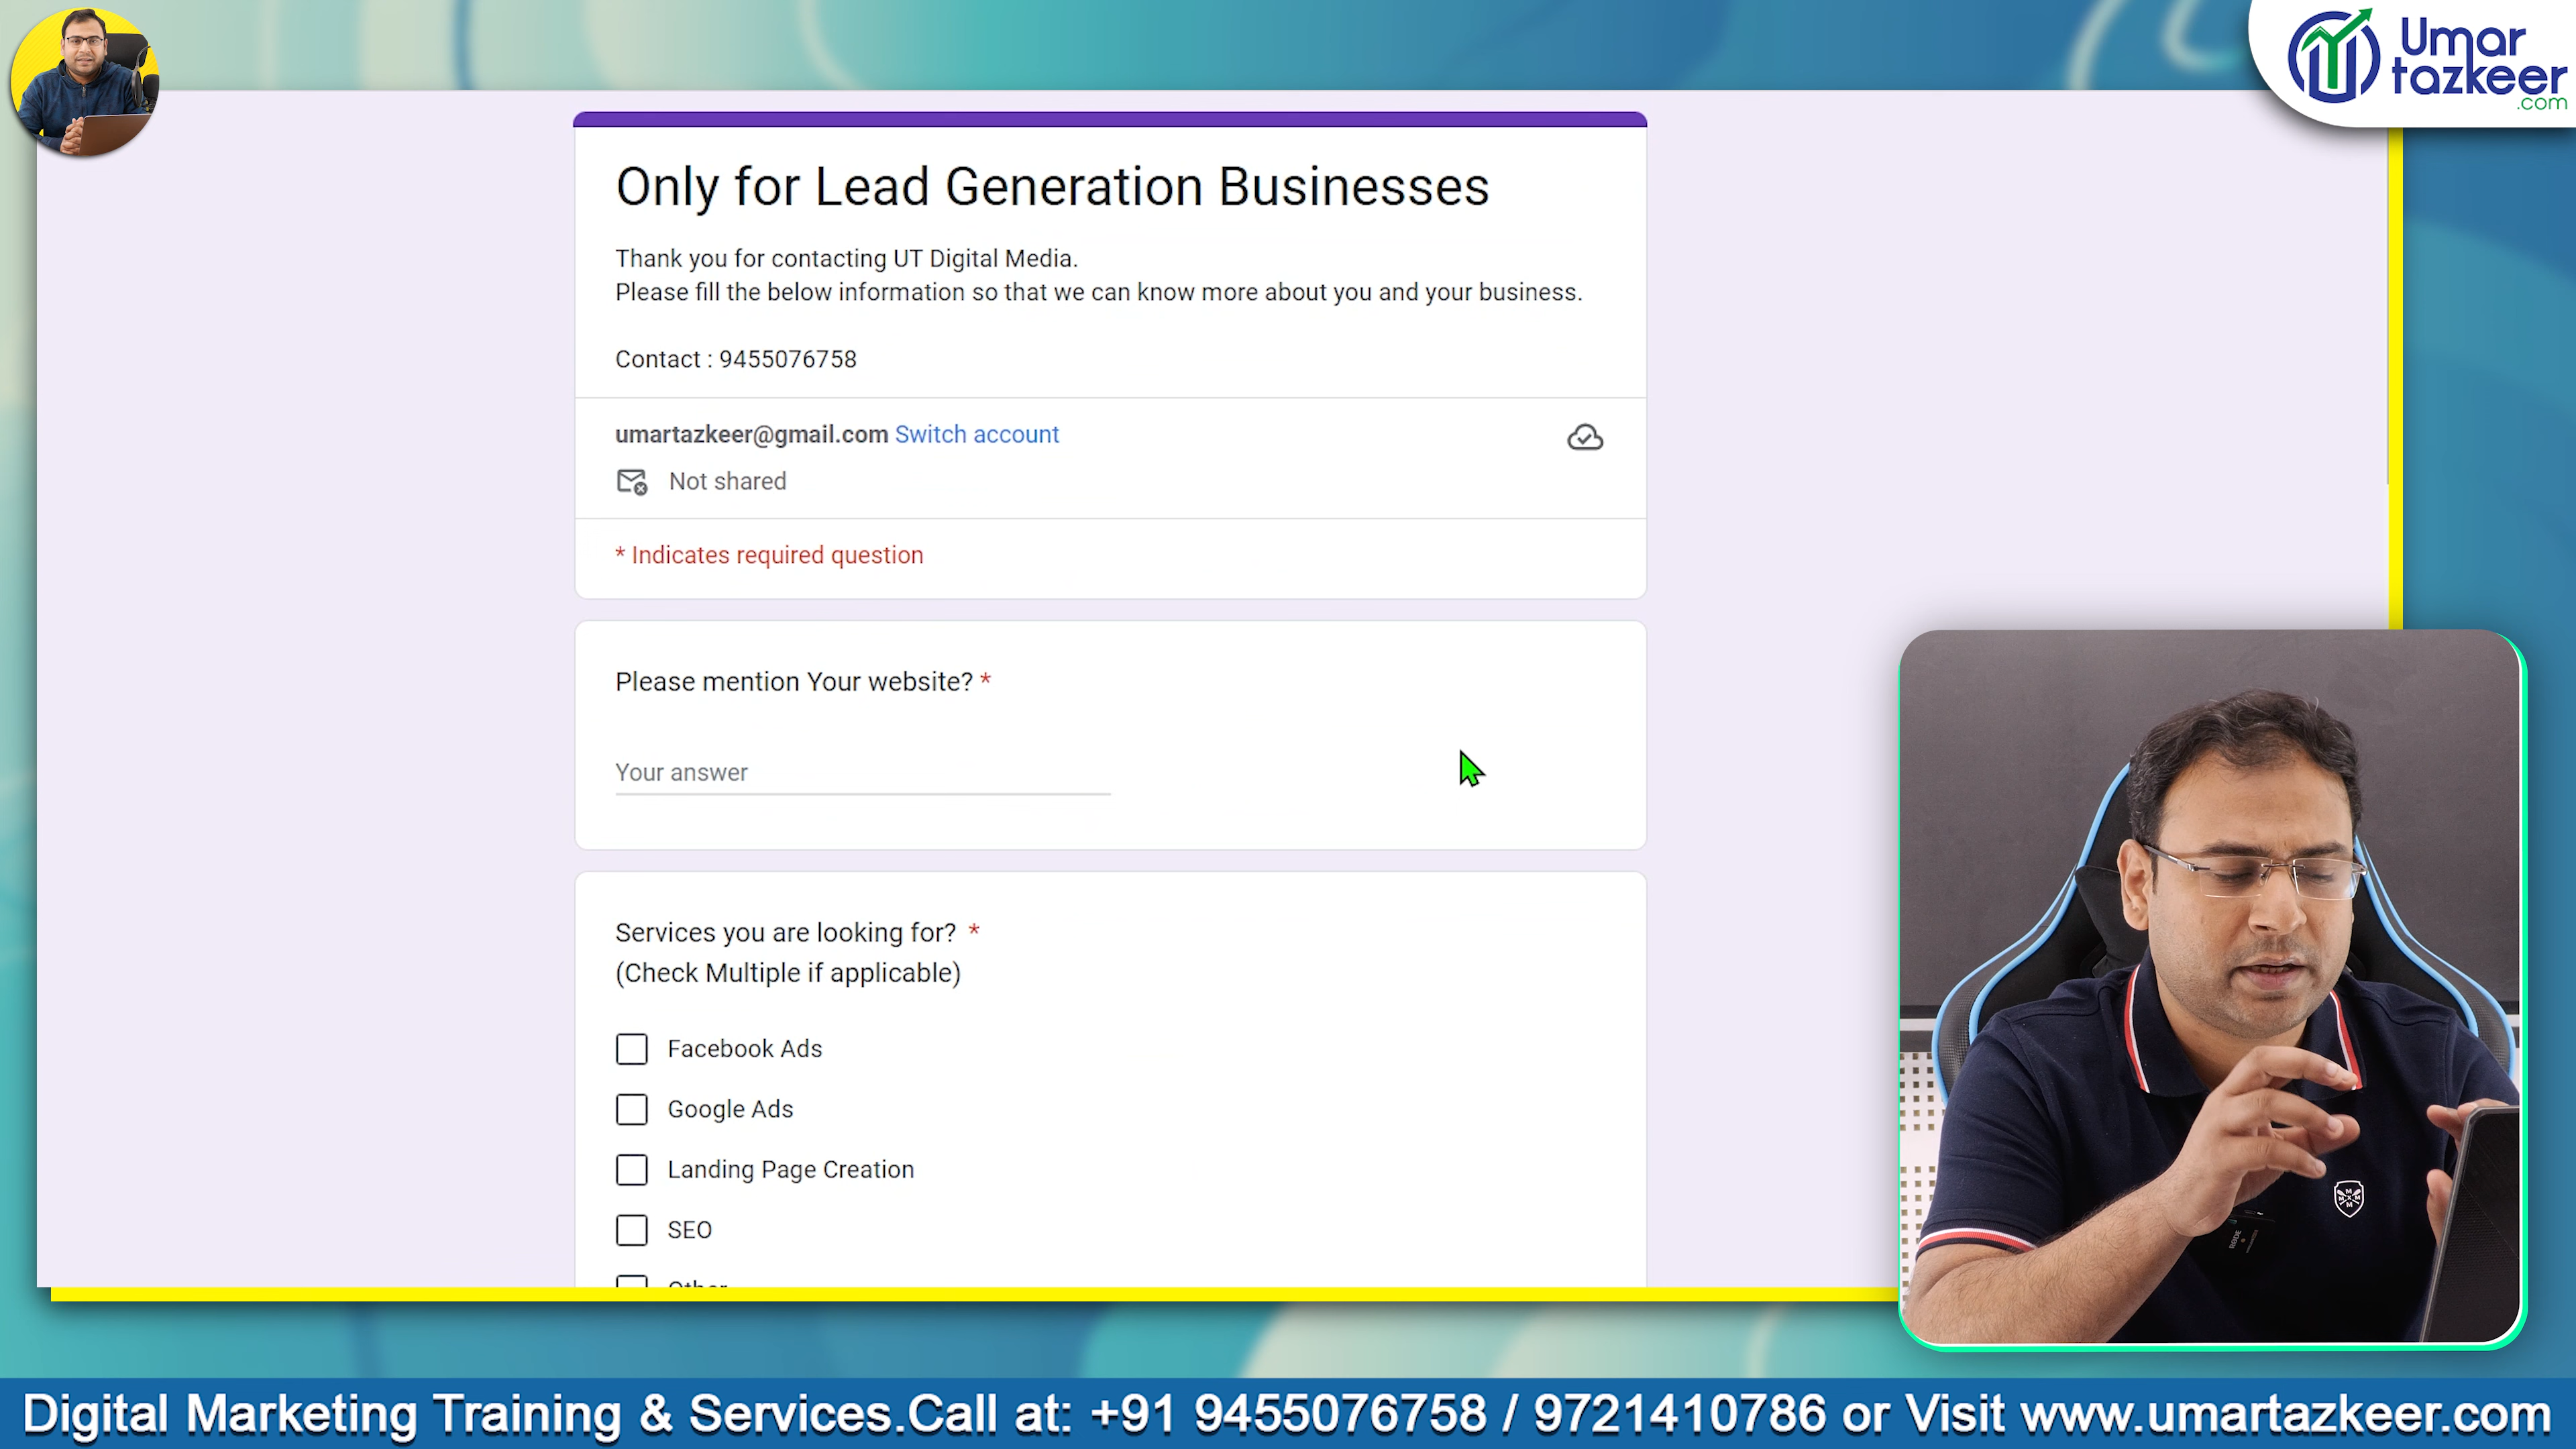 Umar
tazkeer
.com
Only for Lead Generation Businesses
Thank you for contacting UT Digital Media.
Please fill the below information so that we can know more about you and your business.
Contact : 9455076758
umartazkeer@gmail.com Switch account
Not shared
* Indicates required question
Please mention Your website? *
Your answer
Services you are looking for? *
(Check Multiple if applicable)
Facebook Ads
Google Ads
Landing Page Creation
SEO
Other
Digital Marketing Training & Services.Call at: +91 9455076758 / 9721410786 or Visit www.umartazkeer.com